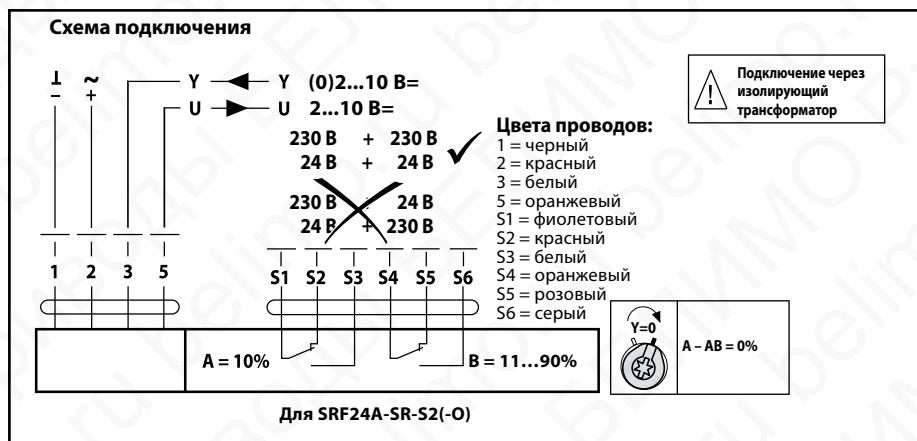 Схема подключения
⊥ ~
– +
Y Y (0)2...10 В=
U U 2...10 В=
230 В + 230 В
24 В + 24 В
230 В 24 В
24 В + 230 В
Подключение через
изолирующий
трансформатор
Цвета проводов:
1 = черный
2 = красный
3 = белый
5 = оранжевый
S1 = фиолетовый
S2 = красный
S3 = белый
S4 = оранжевый
S5 = розовый
S6 = серый
1 2 3 5 S1 S2 S3 S4 S5 S6
A = 10% B = 11...90%
Y=0
A – AB = 0%
Для SRF24A-SR-S2(-O)